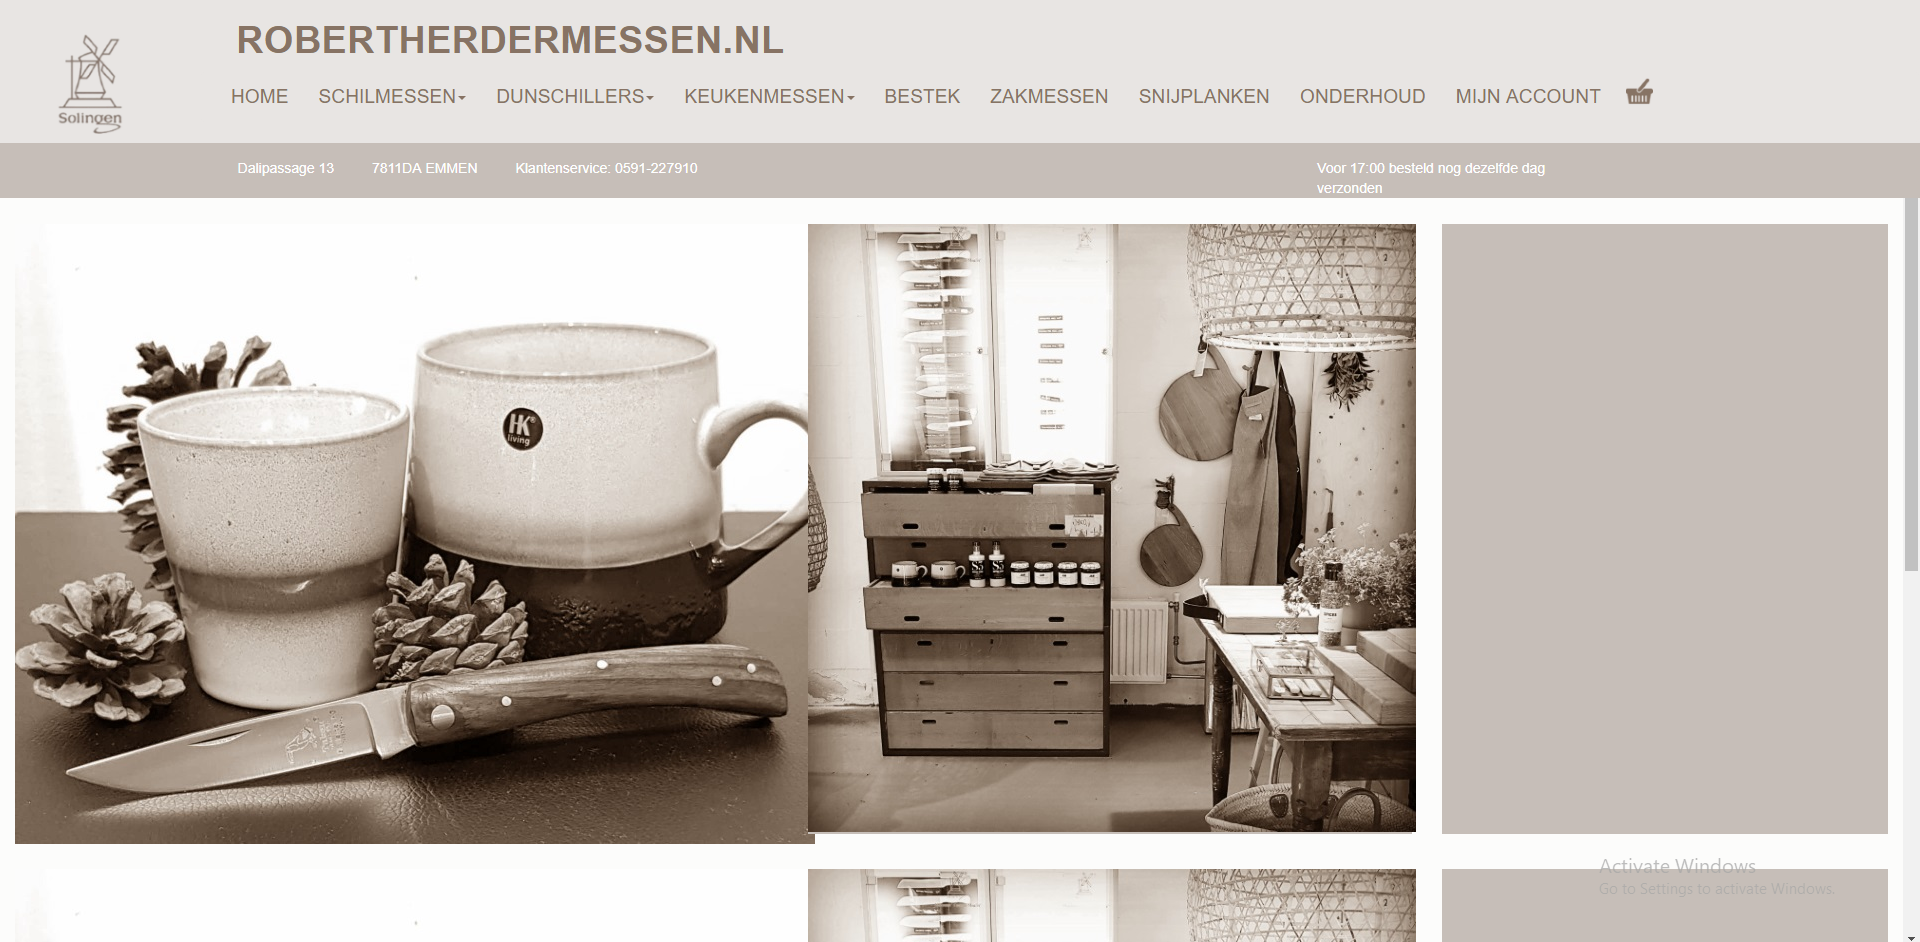 ROBERTHERDERMESSEN.NL
Solingen
HOME SCHILMESSEN DUNSCHILLERS KEUKENMESSEN BESTEK ZAKMESSEN SNIJPLANKEN ONDERHOUD MIJN ACCOUNT
Dalipassage 13 7811DA EMMEN Klantenservice: 0591-227910 Voor 17:00 besteld nog dezelfde dag
verzonden
HK
living
Activate Windows
Go to Settings to activate Windows.